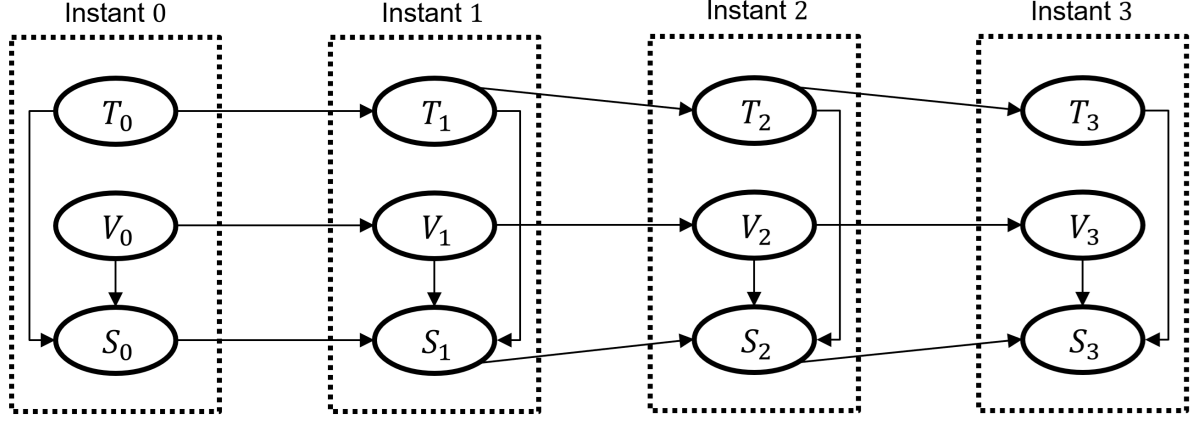 Instant 0 Instant 1 Instant 2 Instant 3
T₀ T₁ T₂ T₃
V₀ V₁ V₂ V₃
S₀ S₁ S₂ S₃